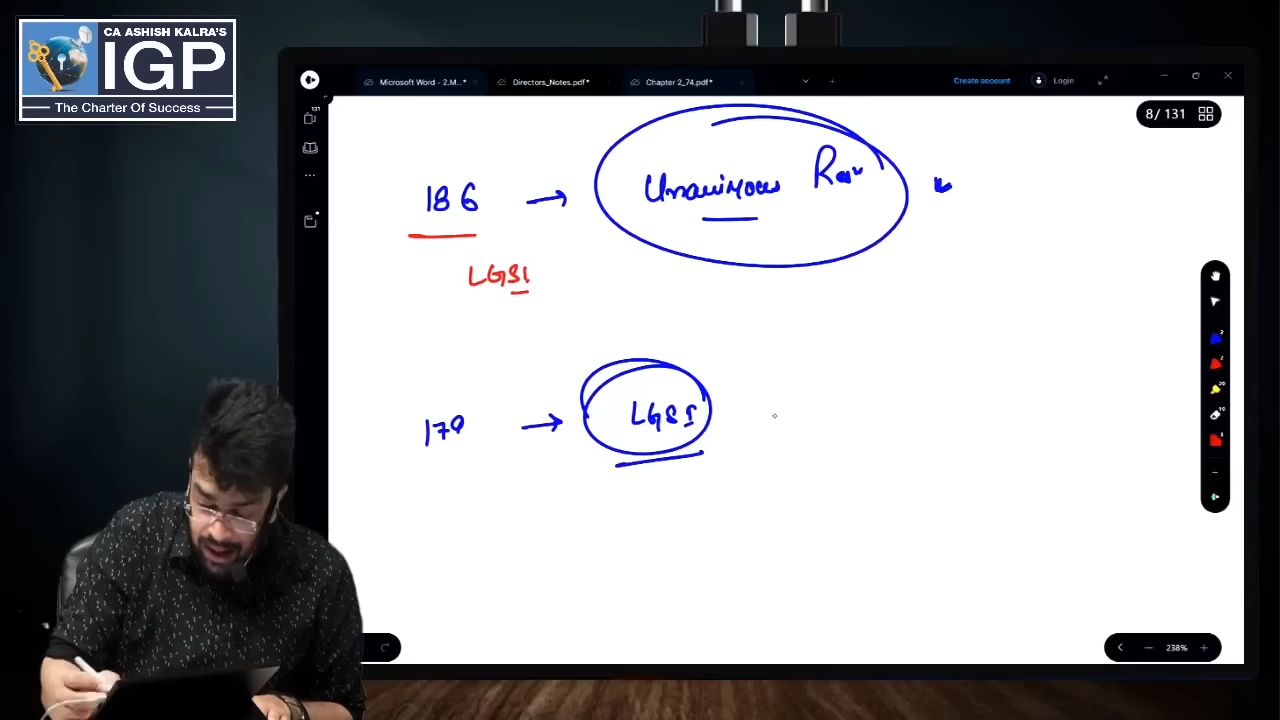 CA ASHISH KALRA'S
IGP
The Charter Of Success
Microsoft Word - 2.M...*
Directors_Notes.pdf*
Chapter 2_74.pdf*
Create account
Login
131
8/131
186 → Unanimous
LGSI
179 → LGSI
238%